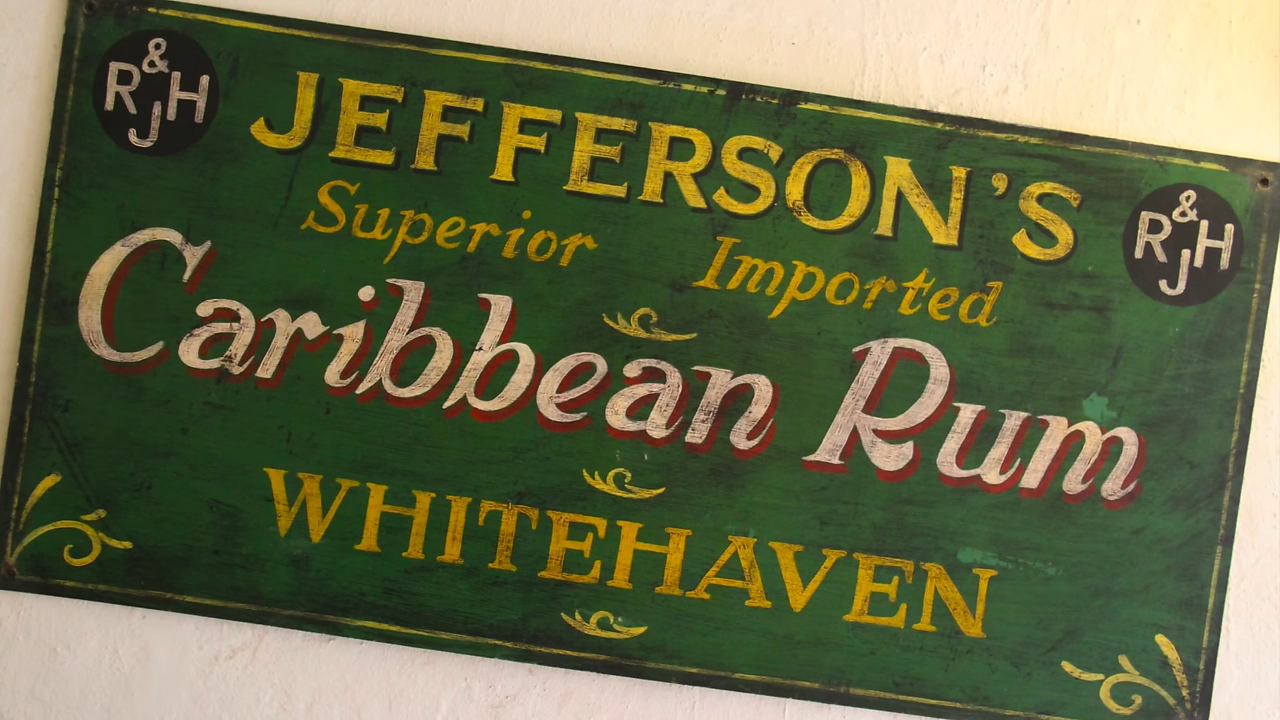 R & J H
JEFFERSON'S
R & J H
Superior Imported
Caribbean Rum
WHITEHAVEN